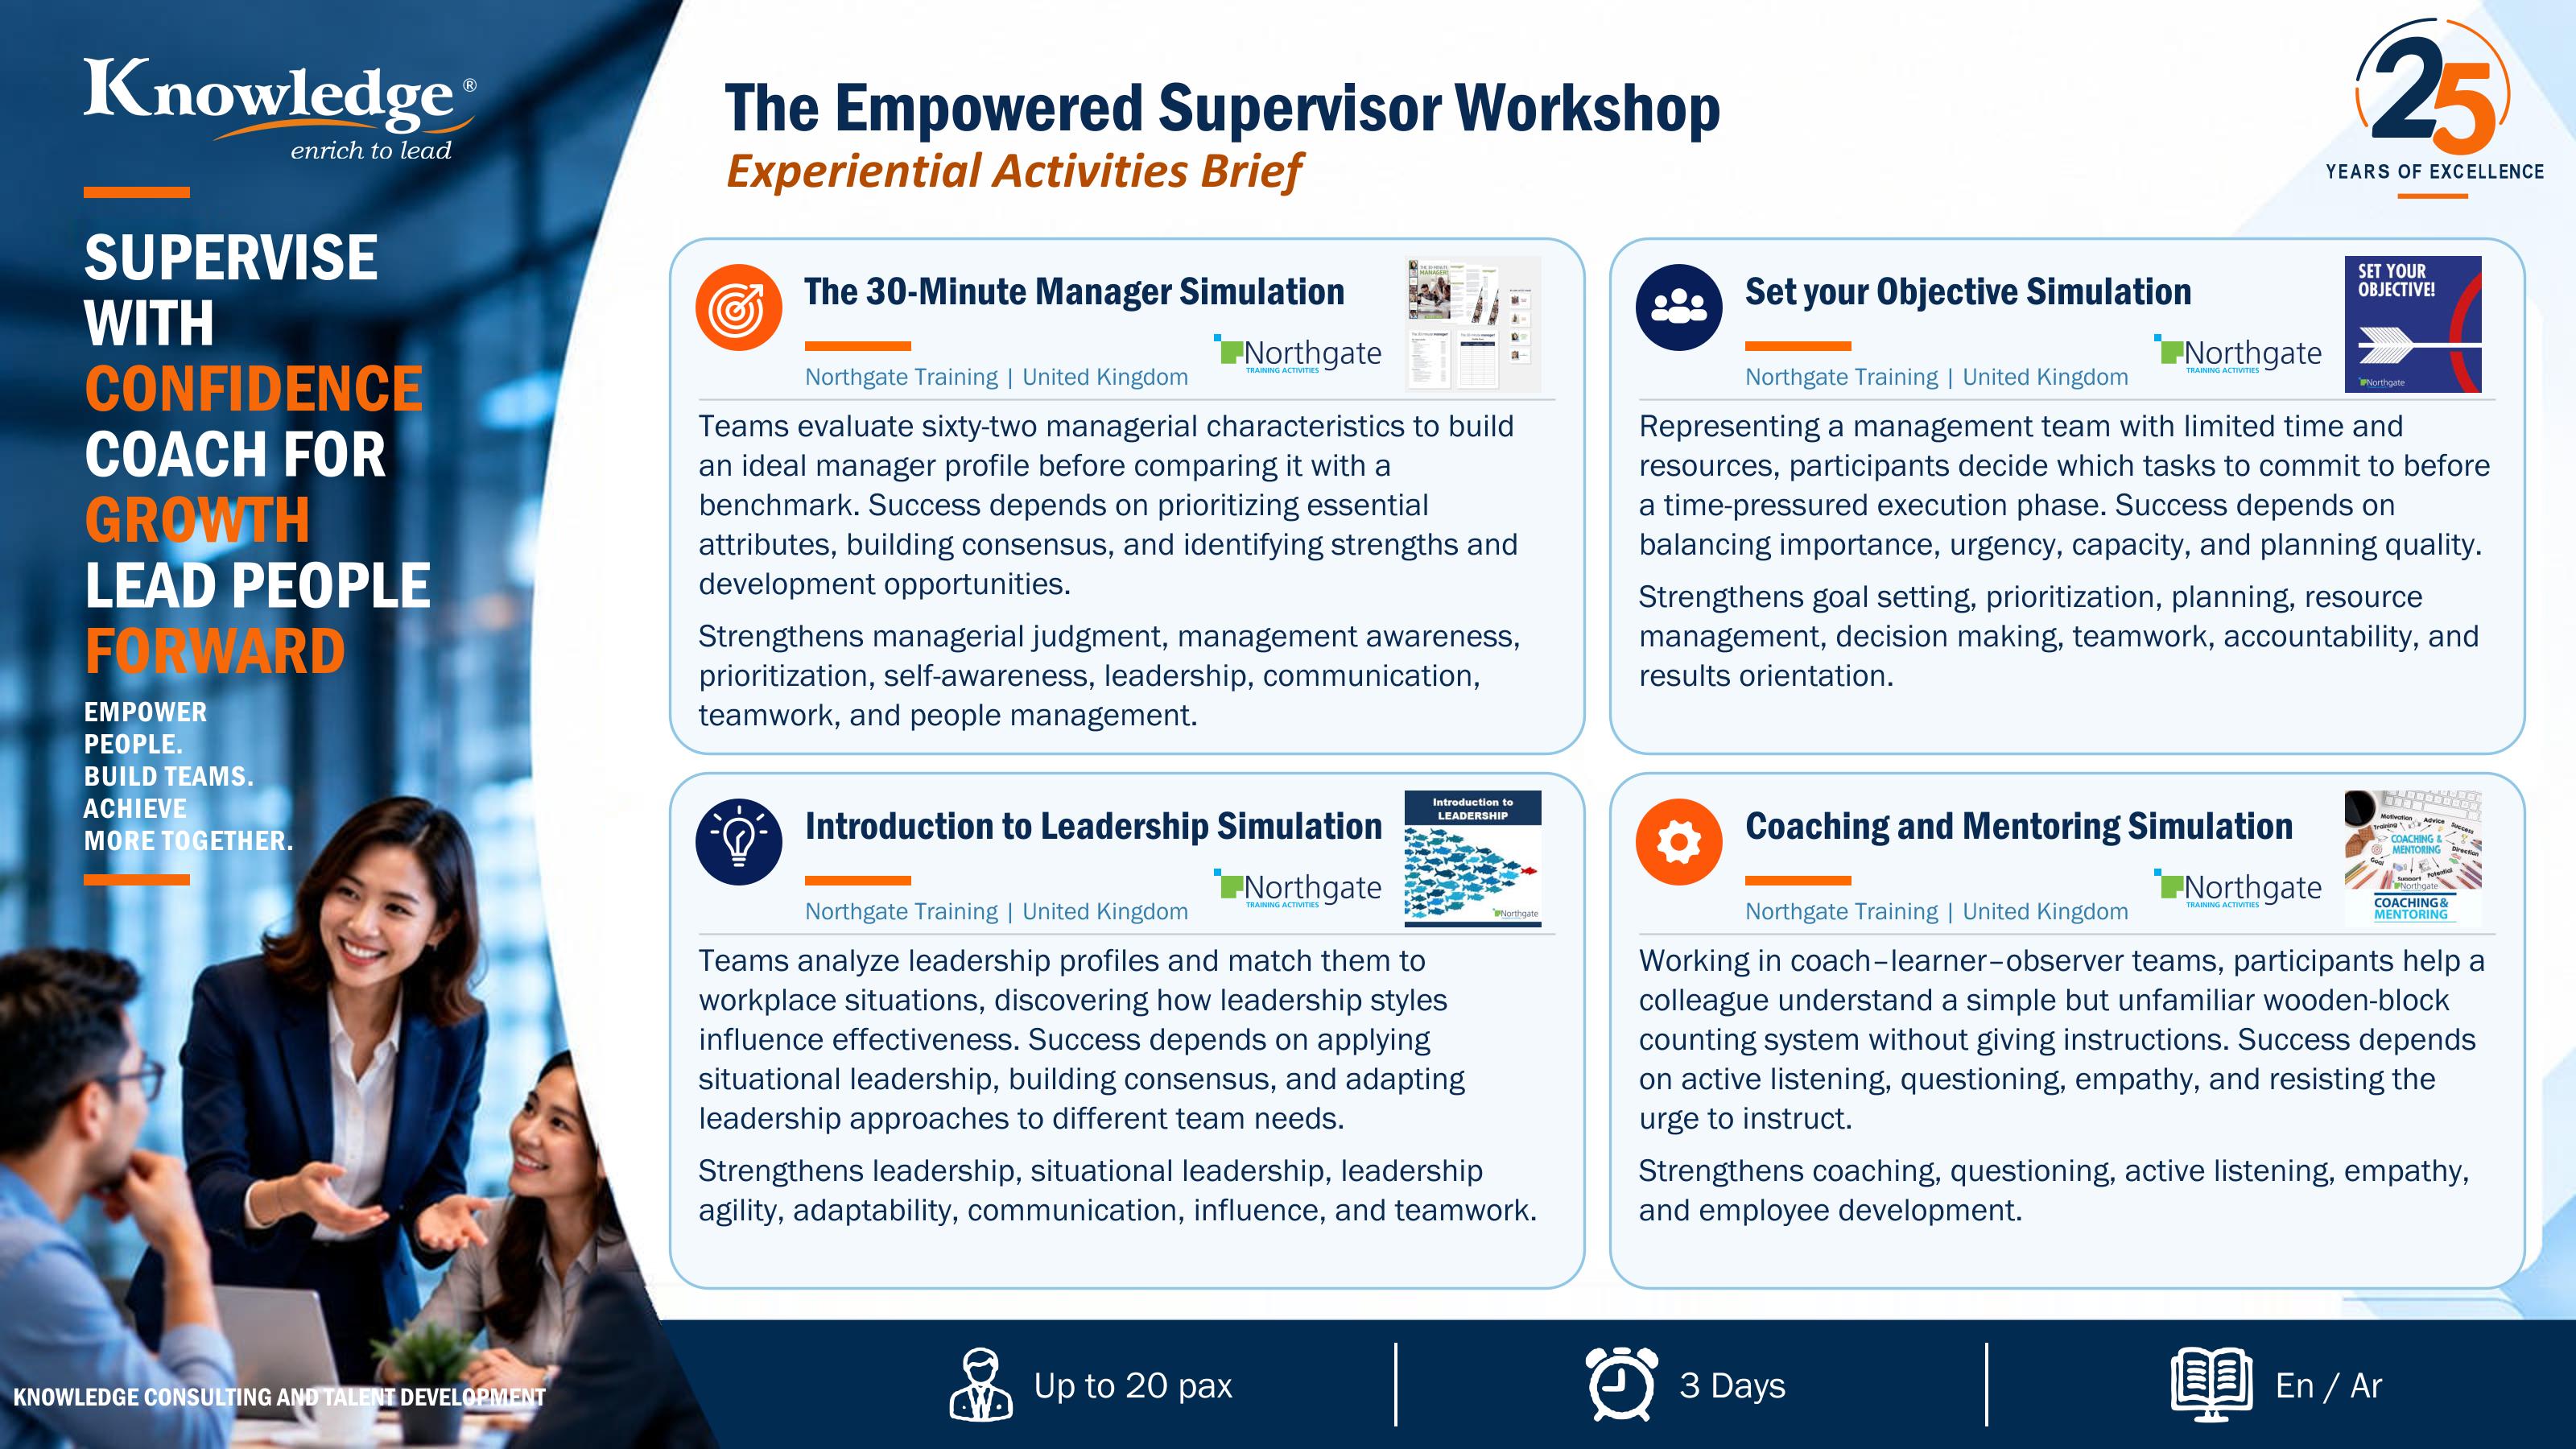 Knowledge®
enrich to lead
SUPERVISE
WITH
CONFIDENCE
COACH FOR
GROWTH
LEAD PEOPLE
FORWARD
EMPOWER
PEOPLE.
BUILD TEAMS.
ACHIEVE
MORE TOGETHER.
KNOWLEDGE CONSULTING AND TALENT DEVELOPMENT
The Empowered Supervisor Workshop
Experiential Activities Brief
25
YEARS OF EXCELLENCE
The 30-Minute Manager Simulation
Northgate Training | United Kingdom
Northgate
TRAINING ACTIVITIES
Teams evaluate sixty-two managerial characteristics to build
an ideal manager profile before comparing it with a
benchmark. Success depends on prioritizing essential
attributes, building consensus, and identifying strengths and
development opportunities.
Strengthens managerial judgment, management awareness,
prioritization, self-awareness, leadership, communication,
teamwork, and people management.
Set your Objective Simulation
Northgate Training | United Kingdom
Northgate
TRAINING ACTIVITIES
SET YOUR
OBJECTIVE!
Northgate
Representing a management team with limited time and
resources, participants decide which tasks to commit to before
a time-pressured execution phase. Success depends on
balancing importance, urgency, capacity, and planning quality.
Strengthens goal setting, prioritization, planning, resource
management, decision making, teamwork, accountability, and
results orientation.
Introduction to Leadership Simulation
Northgate Training | United Kingdom
Northgate
TRAINING ACTIVITIES
Introduction to
LEADERSHIP
Northgate
Teams analyze leadership profiles and match them to
workplace situations, discovering how leadership styles
influence effectiveness. Success depends on applying
situational leadership, building consensus, and adapting
leadership approaches to different team needs.
Strengthens leadership, situational leadership, leadership
agility, adaptability, communication, influence, and teamwork.
Coaching and Mentoring Simulation
Northgate Training | United Kingdom
Northgate
TRAINING ACTIVITIES
Motivation
Advice
Training
Success
COACHING &
MENTORING
Direction
Goal
Support
Potential
Northgate
COACHING &
MENTORING
Working in coach–learner–observer teams, participants help a
colleague understand a simple but unfamiliar wooden-block
counting system without giving instructions. Success depends
on active listening, questioning, empathy, and resisting the
urge to instruct.
Strengthens coaching, questioning, active listening, empathy,
and employee development.
Up to 20 pax
3 Days
En / Ar